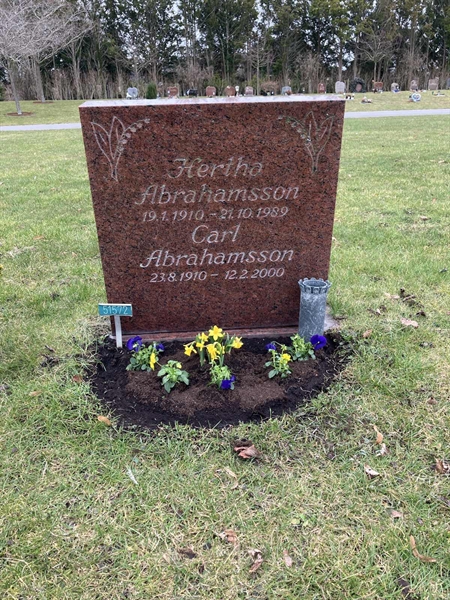 Hertha
Abrahamsson
19.1.1910.-21.10.1989
Carl
Abrahamsson
23.8.1910 - 12.2.2000